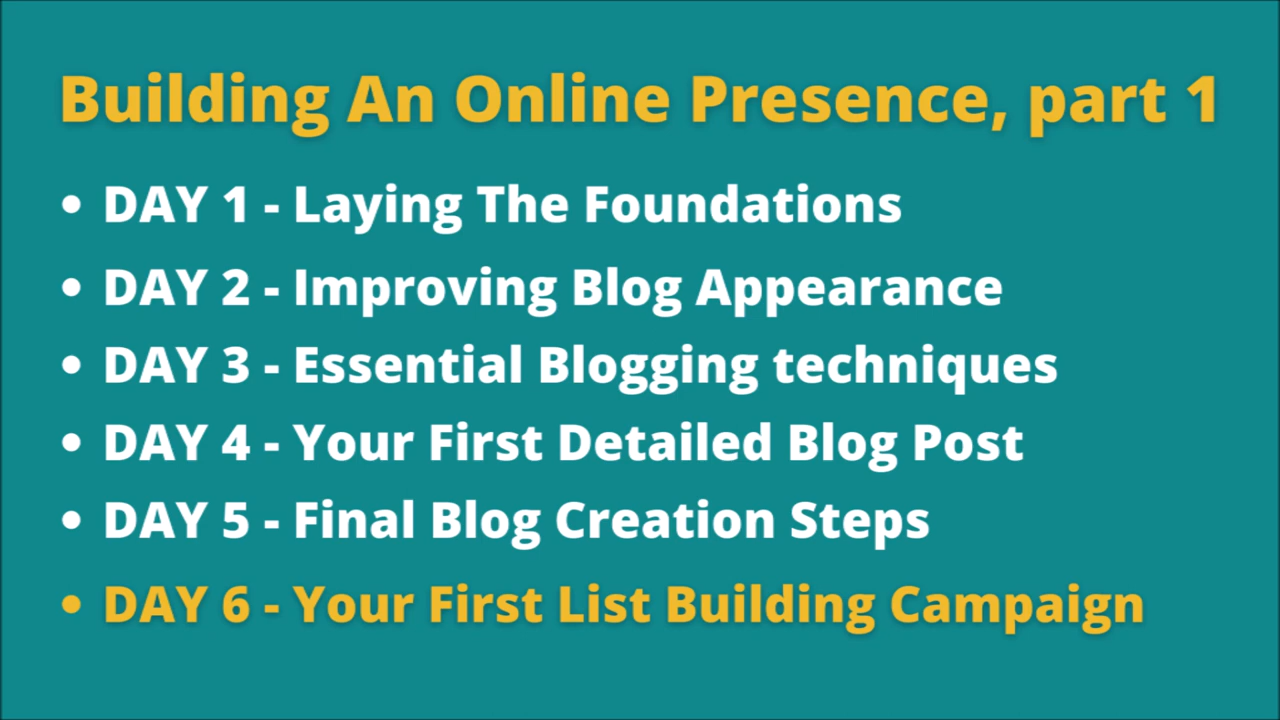 Building An Online Presence, part 1
• DAY 1 - Laying The Foundations
• DAY 2 - Improving Blog Appearance
• DAY 3 - Essential Blogging techniques
• DAY 4 - Your First Detailed Blog Post
• DAY 5 - Final Blog Creation Steps
• DAY 6 - Your First List Building Campaign